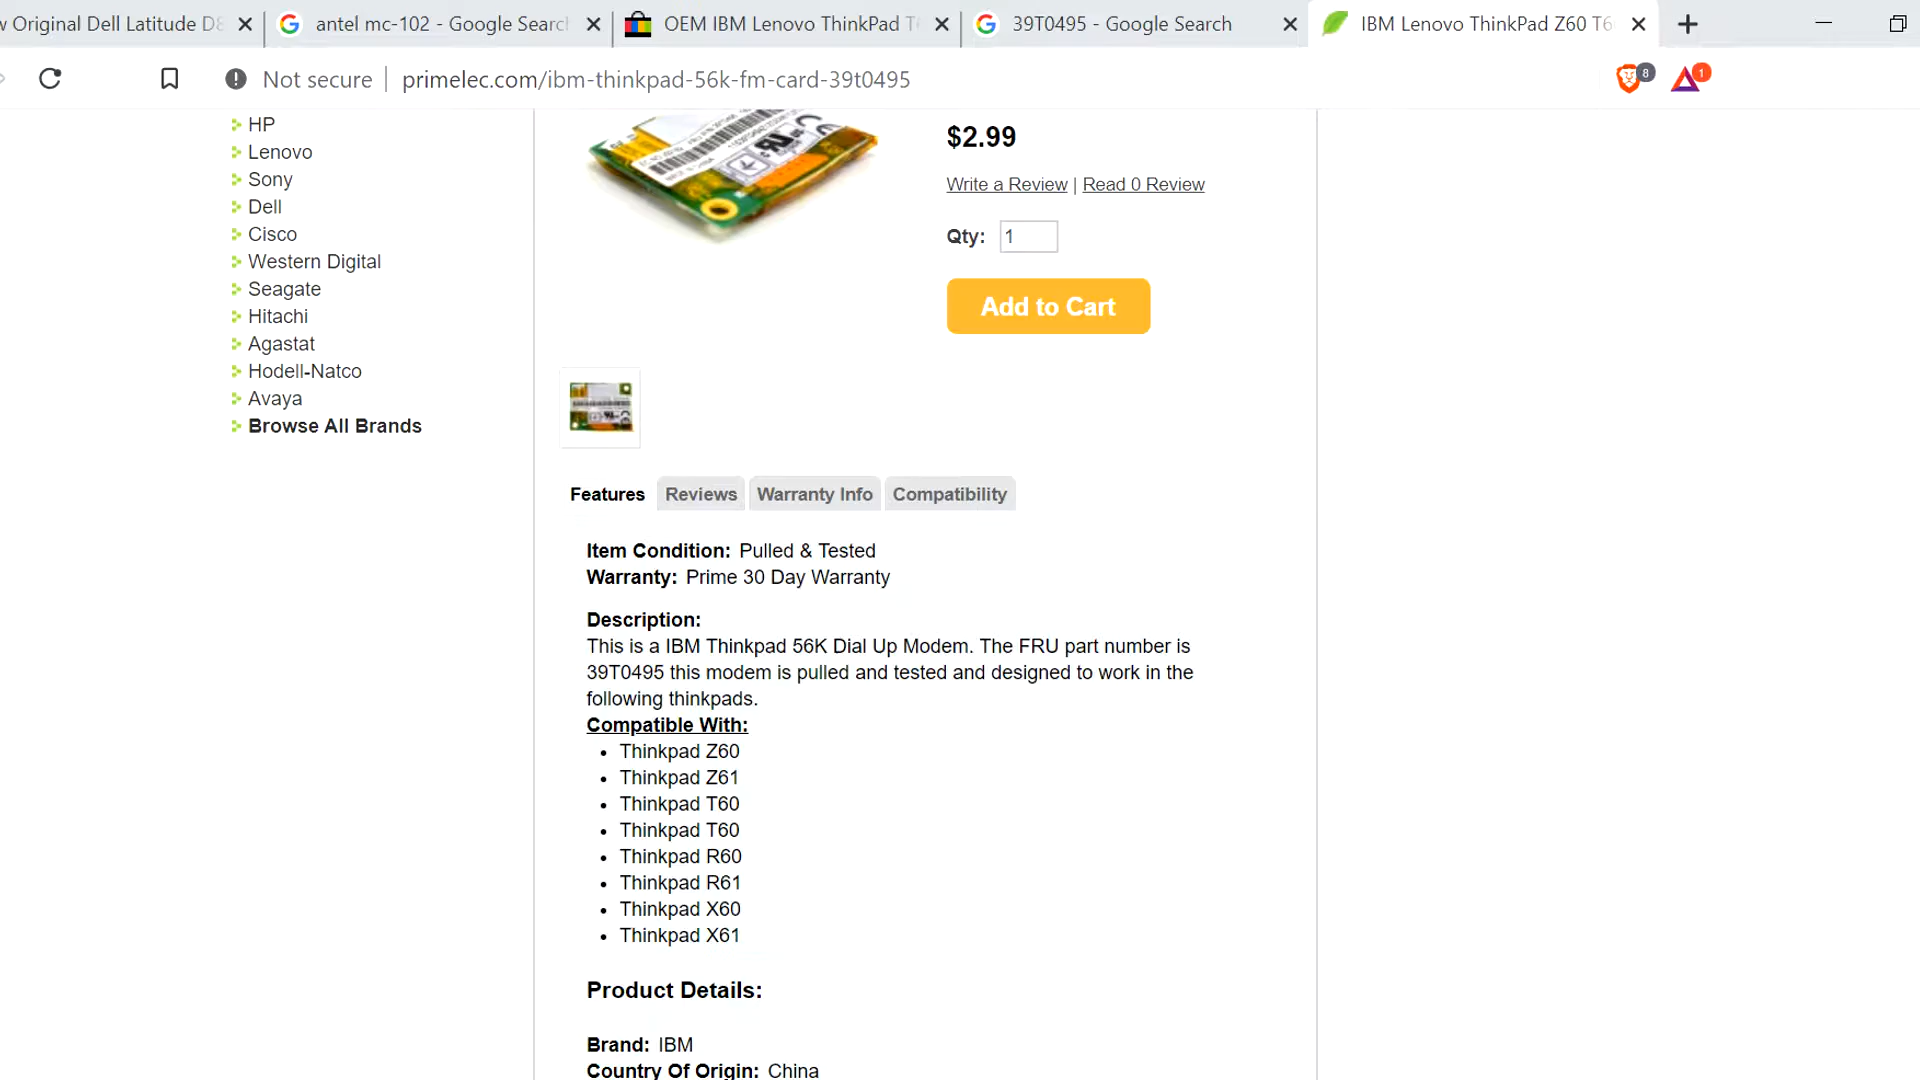 w Original Dell Latitude D8
antel mc-102 - Google Search
OEM IBM Lenovo ThinkPad T
39T0495 - Google Search
IBM Lenovo ThinkPad Z60 T6
Not secure
primelec.com/ibm-thinkpad-56k-fm-card-39t0495
8
1
HP
Lenovo
Sony
Dell
Cisco
Western Digital
Seagate
Hitachi
Agastat
Hodell-Natco
Avaya
Browse All Brands
$2.99
Write a Review | Read 0 Review
Qty: 1
Add to Cart
Features Reviews Warranty Info Compatibility
Item Condition: Pulled & Tested
Warranty: Prime 30 Day Warranty
Description:
This is a IBM Thinkpad 56K Dial Up Modem. The FRU part number is
39T0495 this modem is pulled and tested and designed to work in the
following thinkpads.
Compatible With:
Thinkpad Z60
Thinkpad Z61
Thinkpad T60
Thinkpad T60
Thinkpad R60
Thinkpad R61
Thinkpad X60
Thinkpad X61
Product Details:
Brand: IBM
Country Of Origin: China